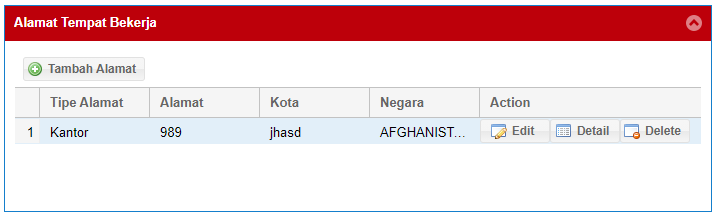 Alamat Tempat Bekerja
Tambah Alamat
Tipe Alamat Alamat Kota Negara Action
1 Kantor 989 jhasd AFGHANIST... Edit Detail Delete